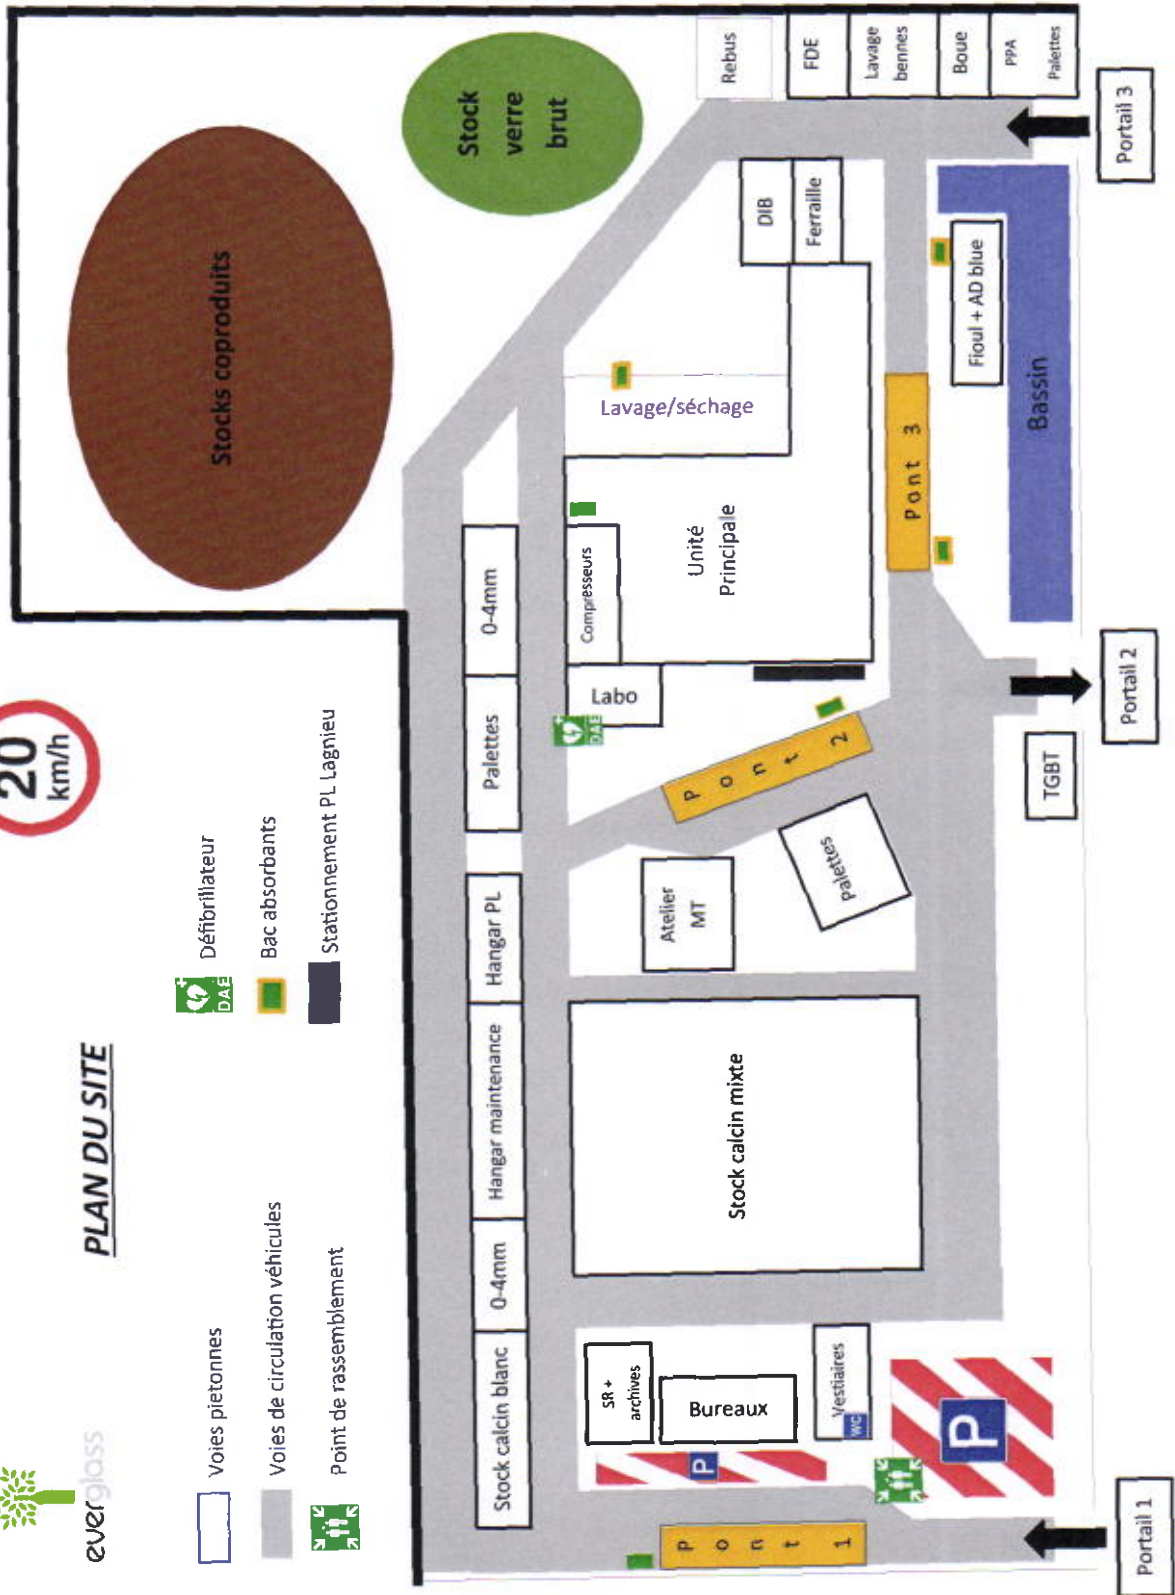 everglass
PLAN DU SITE
20
km/h
Voies pietonnes
Voies de circulation véhicules
Point de rassemblement
Défibrillateur
DAE
Bac absorbants
Stationnement PL Lagnieu
Stocks coproduits
Stock
verre
brut
Stock calcin blanc
0-4mm
Hangar maintenance
Hangar PL
Palettes
0-4mm
Rebus
FDE
Lavage
bennes
Boue
PPA
Palettes
SR +
archives
Bureaux
Vestiaires
WC
P
P
Pont 1
Stock calcin mixte
Atelier
MT
Palettes
Pont 2
DAE
Labo
Compresseurs
Unité
Principale
Lavage/séchage
DIB
Ferraille
Pont 3
Fioul + AD blue
Bassin
TGBT
Portail 1
Portail 2
Portail 3